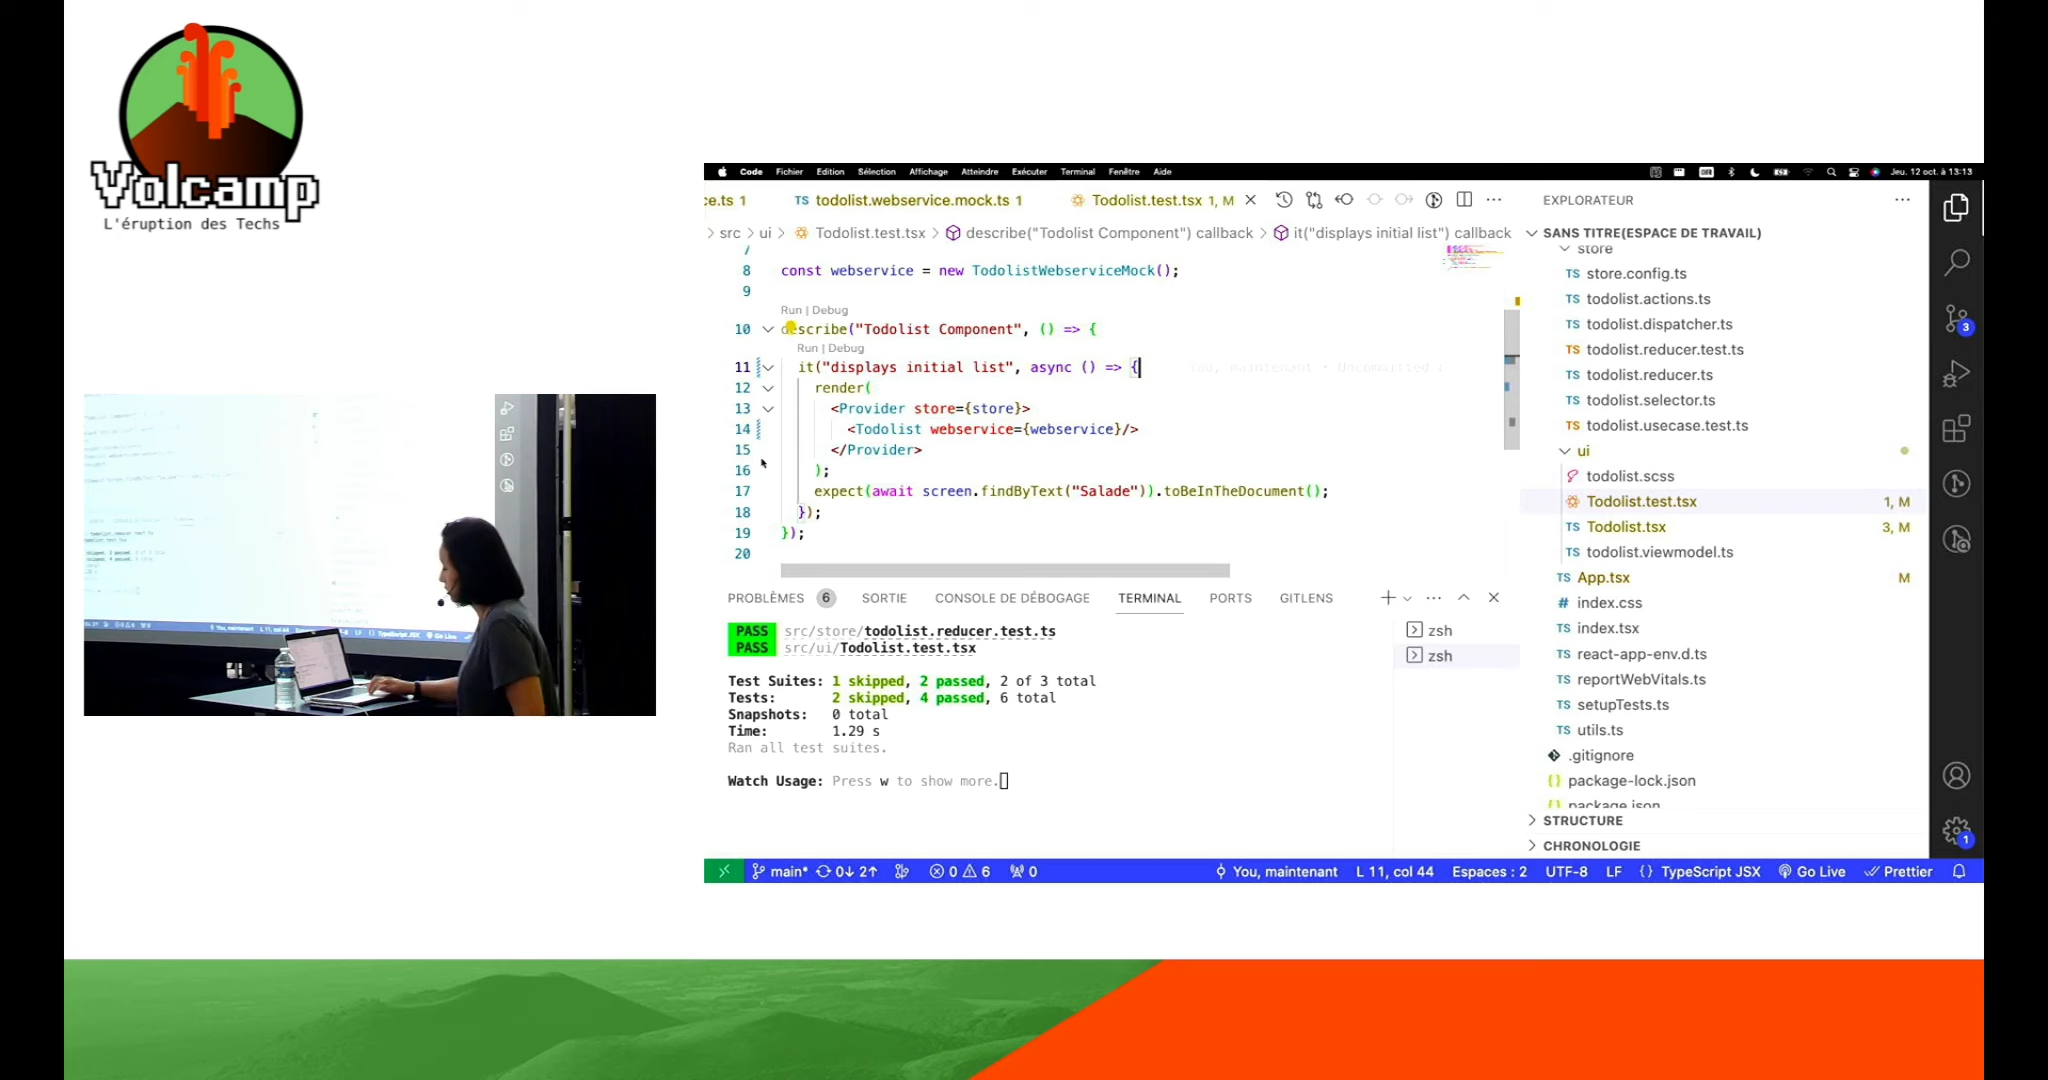 Volcamp
L'éruption des Techs
Code Fichier Edition Sélection Affichage Atteindre Exécuter Terminal Fenêtre Aide
Jeu. 12 oct. à 13:13
ce.ts 1
TS todolist.webservice.mock.ts 1
Todolist.test.tsx 1, M
> src > ui > Todolist.test.tsx > describe("Todolist Component") callback > it("displays initial list") callback
7
8 const webservice = new TodolistWebserviceMock();
9
Run | Debug
10 describe("Todolist Component", () => {
Run | Debug
11 it("displays initial list", async () => { You, maintenant • Uncommitted
12 render(
13 <Provider store={store}>
14 <Todolist webservice={webservice}/>
15 </Provider>
16 );
17 expect(await screen.findByText("Salade")).toBeInTheDocument();
18 });
19 });
20
PROBLÈMES 6 SORTIE CONSOLE DE DÉBOGAGE TERMINAL PORTS GITLENS
PASS src/store/todolist.reducer.test.ts
PASS src/ui/Todolist.test.tsx
Test Suites: 1 skipped, 2 passed, 2 of 3 total
Tests: 2 skipped, 4 passed, 6 total
Snapshots: 0 total
Time: 1.29 s
Ran all test suites.
Watch Usage: Press w to show more.
zsh
zsh
EXPLORATEUR
SANS TITRE(ESPACE DE TRAVAIL)
store
TS store.config.ts
TS todolist.actions.ts
TS todolist.dispatcher.ts
TS todolist.reducer.test.ts
TS todolist.reducer.ts
TS todolist.selector.ts
TS todolist.usecase.test.ts
ui
todolist.scss
Todolist.test.tsx 1, M
TS Todolist.tsx 3, M
TS todolist.viewmodel.ts
TS App.tsx M
# index.css
TS index.tsx
TS react-app-env.d.ts
TS reportWebVitals.ts
TS setupTests.ts
TS utils.ts
.gitignore
{} package-lock.json
{} package.json
STRUCTURE
CHRONOLOGIE
3
1
main* 0↓ 2↑ 0 6 0
You, maintenant L 11, col 44 Espaces : 2 UTF-8 LF {} TypeScript JSX Go Live Prettier